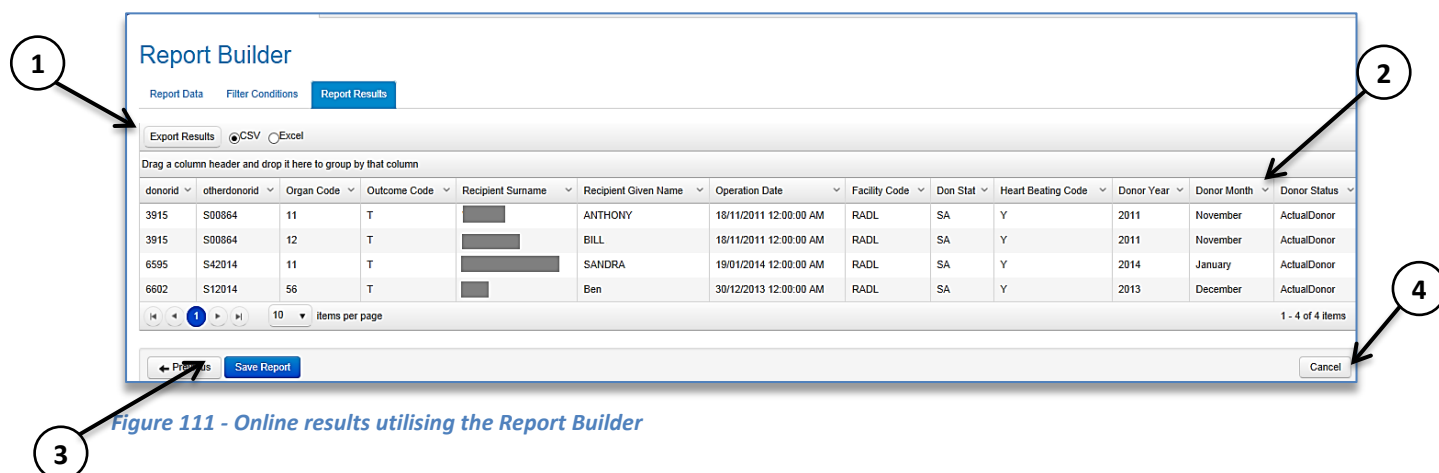 Report Builder
1
2
Report Data Filter Conditions Report Results
Export Results CSV Excel
Drag a column header and drop it here to group by that column
donorid otherdonorid Organ Code Outcome Code Recipient Surname Recipient Given Name Operation Date Facility Code Don Stat Heart Beating Code Donor Year Donor Month Donor Status
3915 S00864 11 T ANTHONY 18/11/2011 12:00:00 AM RADL SA Y 2011 November ActualDonor
3915 S00864 12 T BILL 18/11/2011 12:00:00 AM RADL SA Y 2011 November ActualDonor
6595 S42014 11 T SANDRA 19/01/2014 12:00:00 AM RADL SA Y 2014 January ActualDonor
6602 S12014 56 T Ben 30/12/2013 12:00:00 AM RADL SA Y 2013 December ActualDonor
4
1 10 items per page 1 - 4 of 4 items
Previous Save Report Cancel
Figure 111 - Online results utilising the Report Builder
3